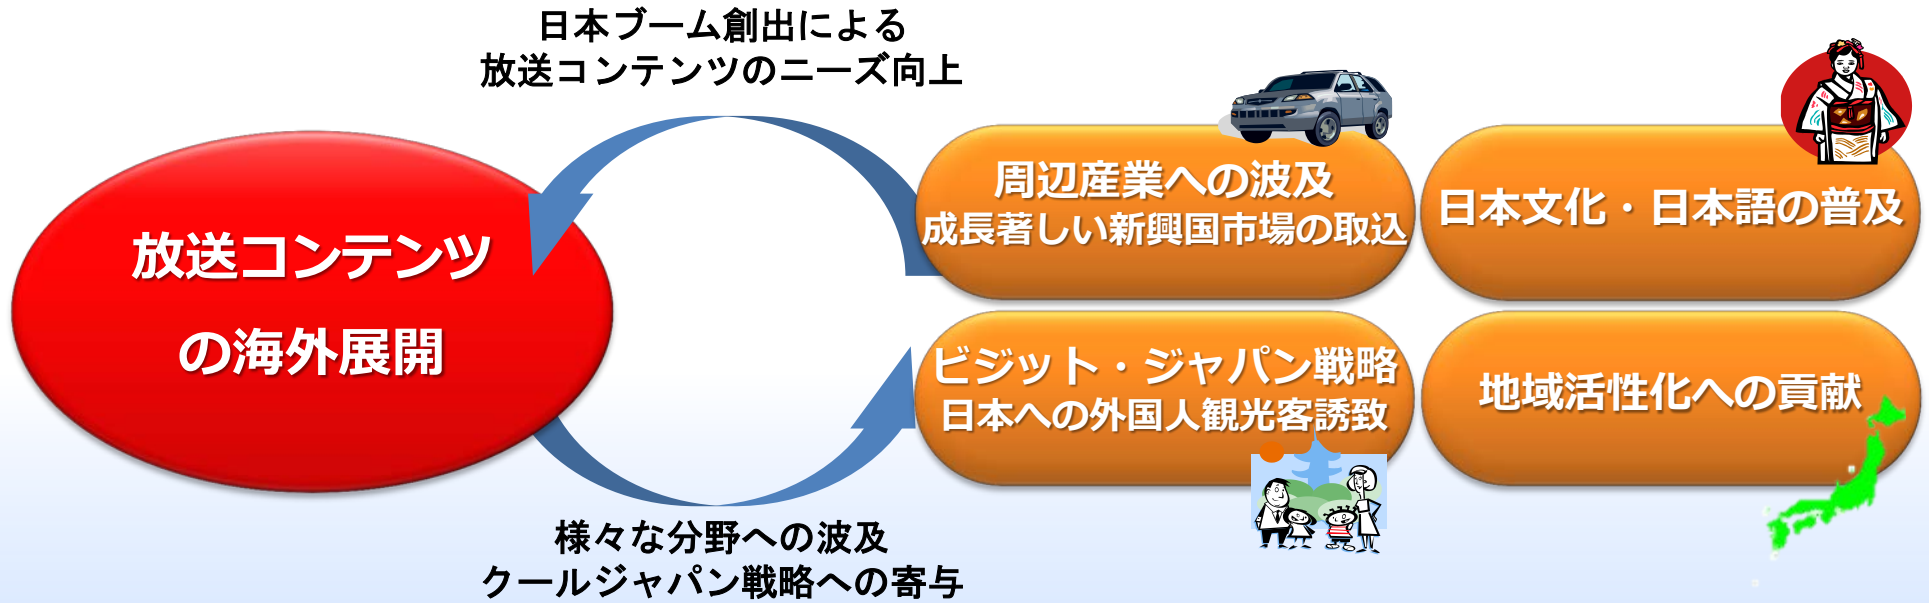 日本ブーム創出による
放送コンテンツのニーズ向上
放送コンテンツ
の海外展開
周辺産業への波及
成長著しい新興国市場の取込
日本文化・日本語の普及
ビジット・ジャパン戦略
日本への外国人観光客誘致
地域活性化への貢献
様々な分野への波及
クールジャパン戦略への寄与